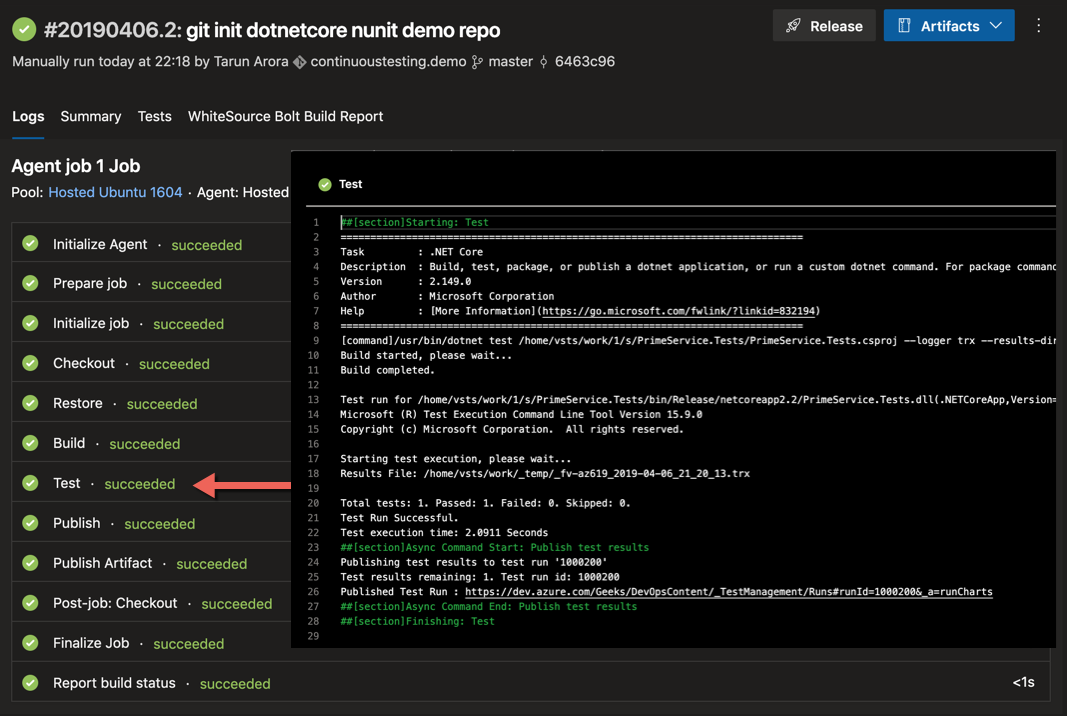 #20190406.2: git init dotnetcore nunit demo repo
Release
Artifacts
Manually run today at 22:18 by Tarun Arora continuoustesting.demo master 6463c96
Logs Summary Tests WhiteSource Bolt Build Report
Agent job 1 Job
Pool: Hosted Ubuntu 1604 · Agent: Hosted
Initialize Agent · succeeded
Prepare job · succeeded
Initialize job · succeeded
Checkout · succeeded
Restore · succeeded
Build · succeeded
Test · succeeded
Publish · succeeded
Publish Artifact · succeeded
Post-job: Checkout · succeeded
Finalize Job · succeeded
Report build status · succeeded <1s
Test
1 ##[section]Starting: Test
2 ==============================================================================
3 Task : .NET Core
4 Description : Build, test, package, or publish a dotnet application, or run a custom dotnet command. For package command
5 Version : 2.149.0
6 Author : Microsoft Corporation
7 Help : [More Information](https://go.microsoft.com/fwlink/?linkid=832194)
8 ==============================================================================
9 [command]/usr/bin/dotnet test /home/vsts/work/1/s/PrimeService.Tests/PrimeService.Tests.csproj --logger trx --results-dir
10 Build started, please wait...
11 Build completed.
12
13 Test run for /home/vsts/work/1/s/PrimeService.Tests/bin/Release/netcoreapp2.2/PrimeService.Tests.dll(.NETCoreApp,Version=
14 Microsoft (R) Test Execution Command Line Tool Version 15.9.0
15 Copyright (c) Microsoft Corporation. All rights reserved.
16
17 Starting test execution, please wait...
18 Results File: /home/vsts/work/_temp/_fv-az619_2019-04-06_21_20_13.trx
19
20 Total tests: 1. Passed: 1. Failed: 0. Skipped: 0.
21 Test Run Successful.
22 Test execution time: 2.0911 Seconds
23 ##[section]Async Command Start: Publish test results
24 Publishing test results to test run '1000200'
25 Test results remaining: 1. Test run id: 1000200
26 Published Test Run : https://dev.azure.com/Geeks/DevOpsContent/_TestManagement/Runs#runId=1000200&_a=runCharts
27 ##[section]Async Command End: Publish test results
28 ##[section]Finishing: Test
29